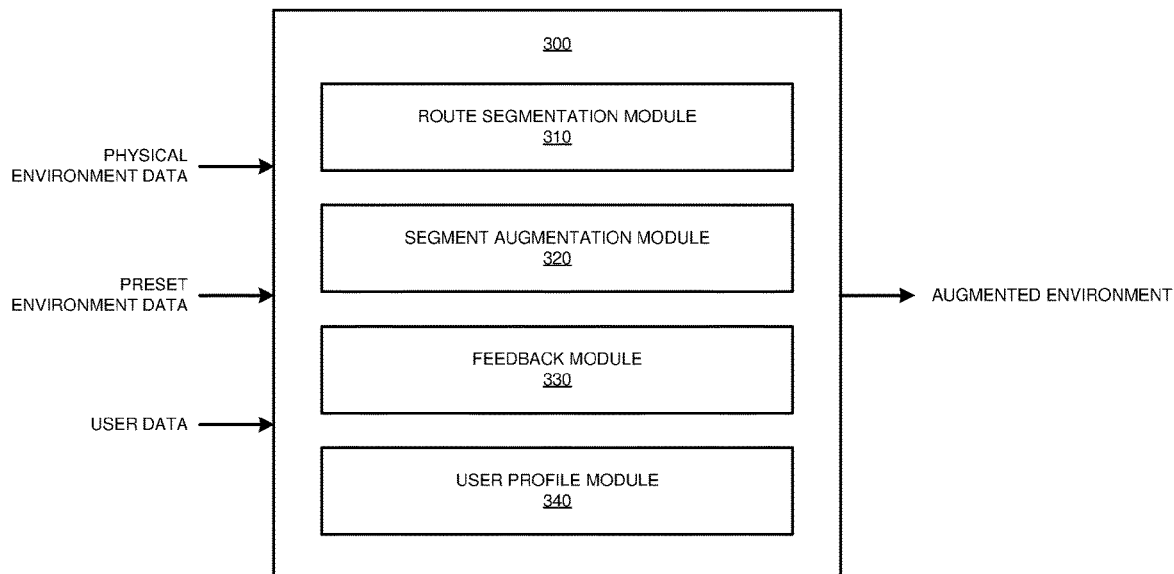 300
ROUTE SEGMENTATION MODULE
310
PHYSICAL
ENVIRONMENT DATA
SEGMENT AUGMENTATION MODULE
320
PRESET
ENVIRONMENT DATA
AUGMENTED ENVIRONMENT
FEEDBACK MODULE
330
USER DATA
USER PROFILE MODULE
340